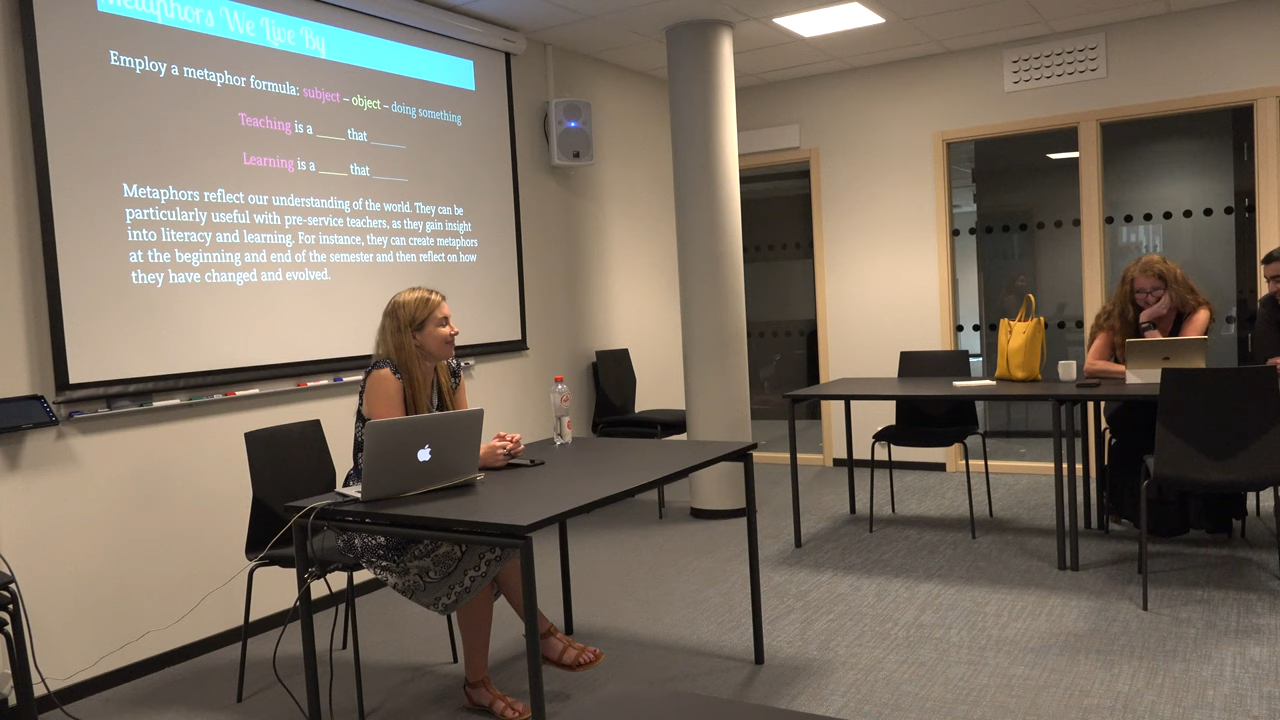 Metaphors We Live By
Employ a metaphor formula: subject – object – doing something
Teaching is a ____ that ____
Learning is a ____ that ____
Metaphors reflect our understanding of the world. They can be
particularly useful with pre-service teachers, as they gain insight
into literacy and learning. For instance, they can create metaphors
at the beginning and end of the semester and then reflect on how
they have changed and evolved.